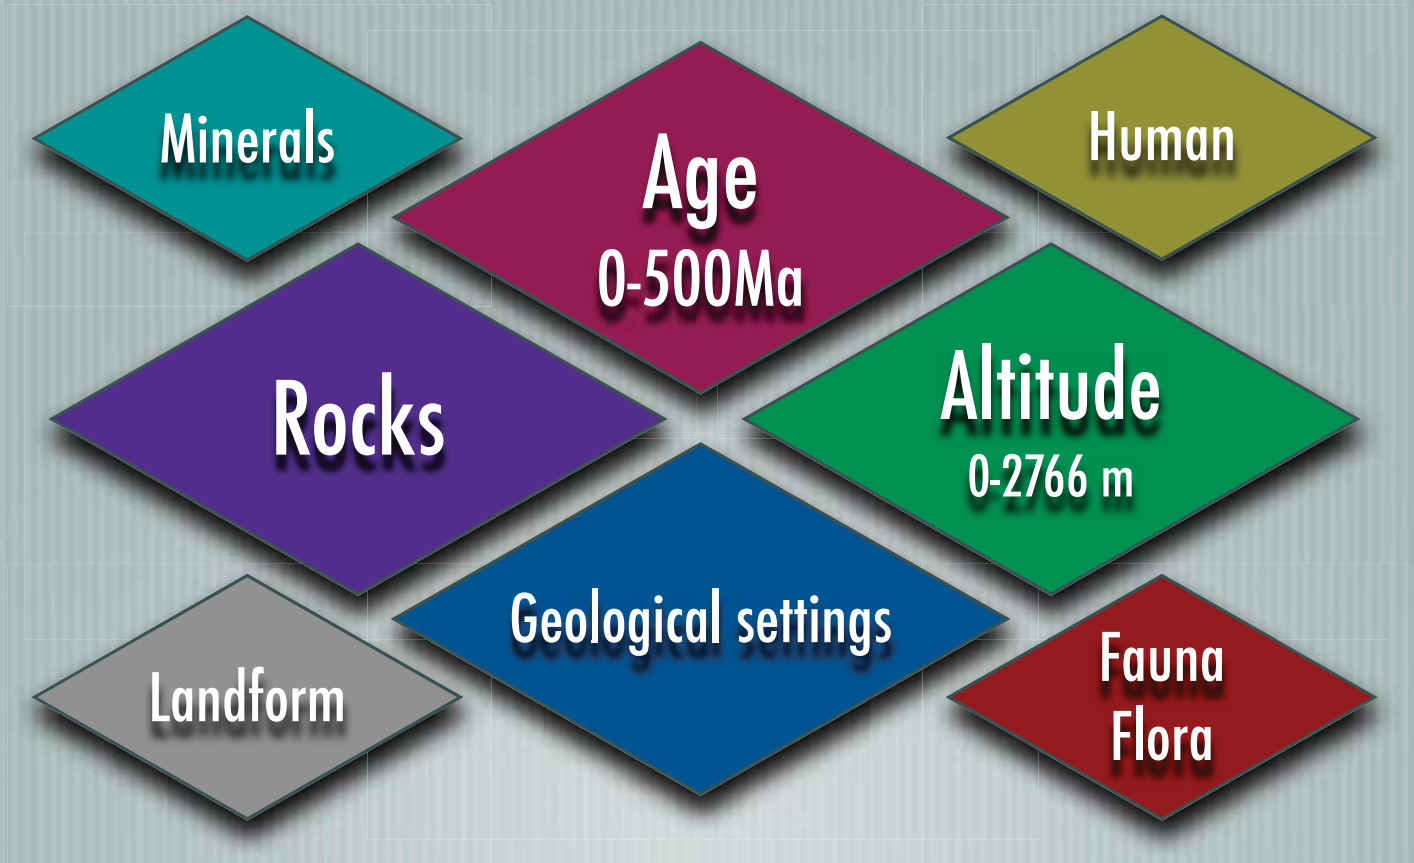 Minerals
Age
0-500Ma
Human
Rocks
Altitude
0-2766 m
Geological settings
Landform
Fauna
Flora